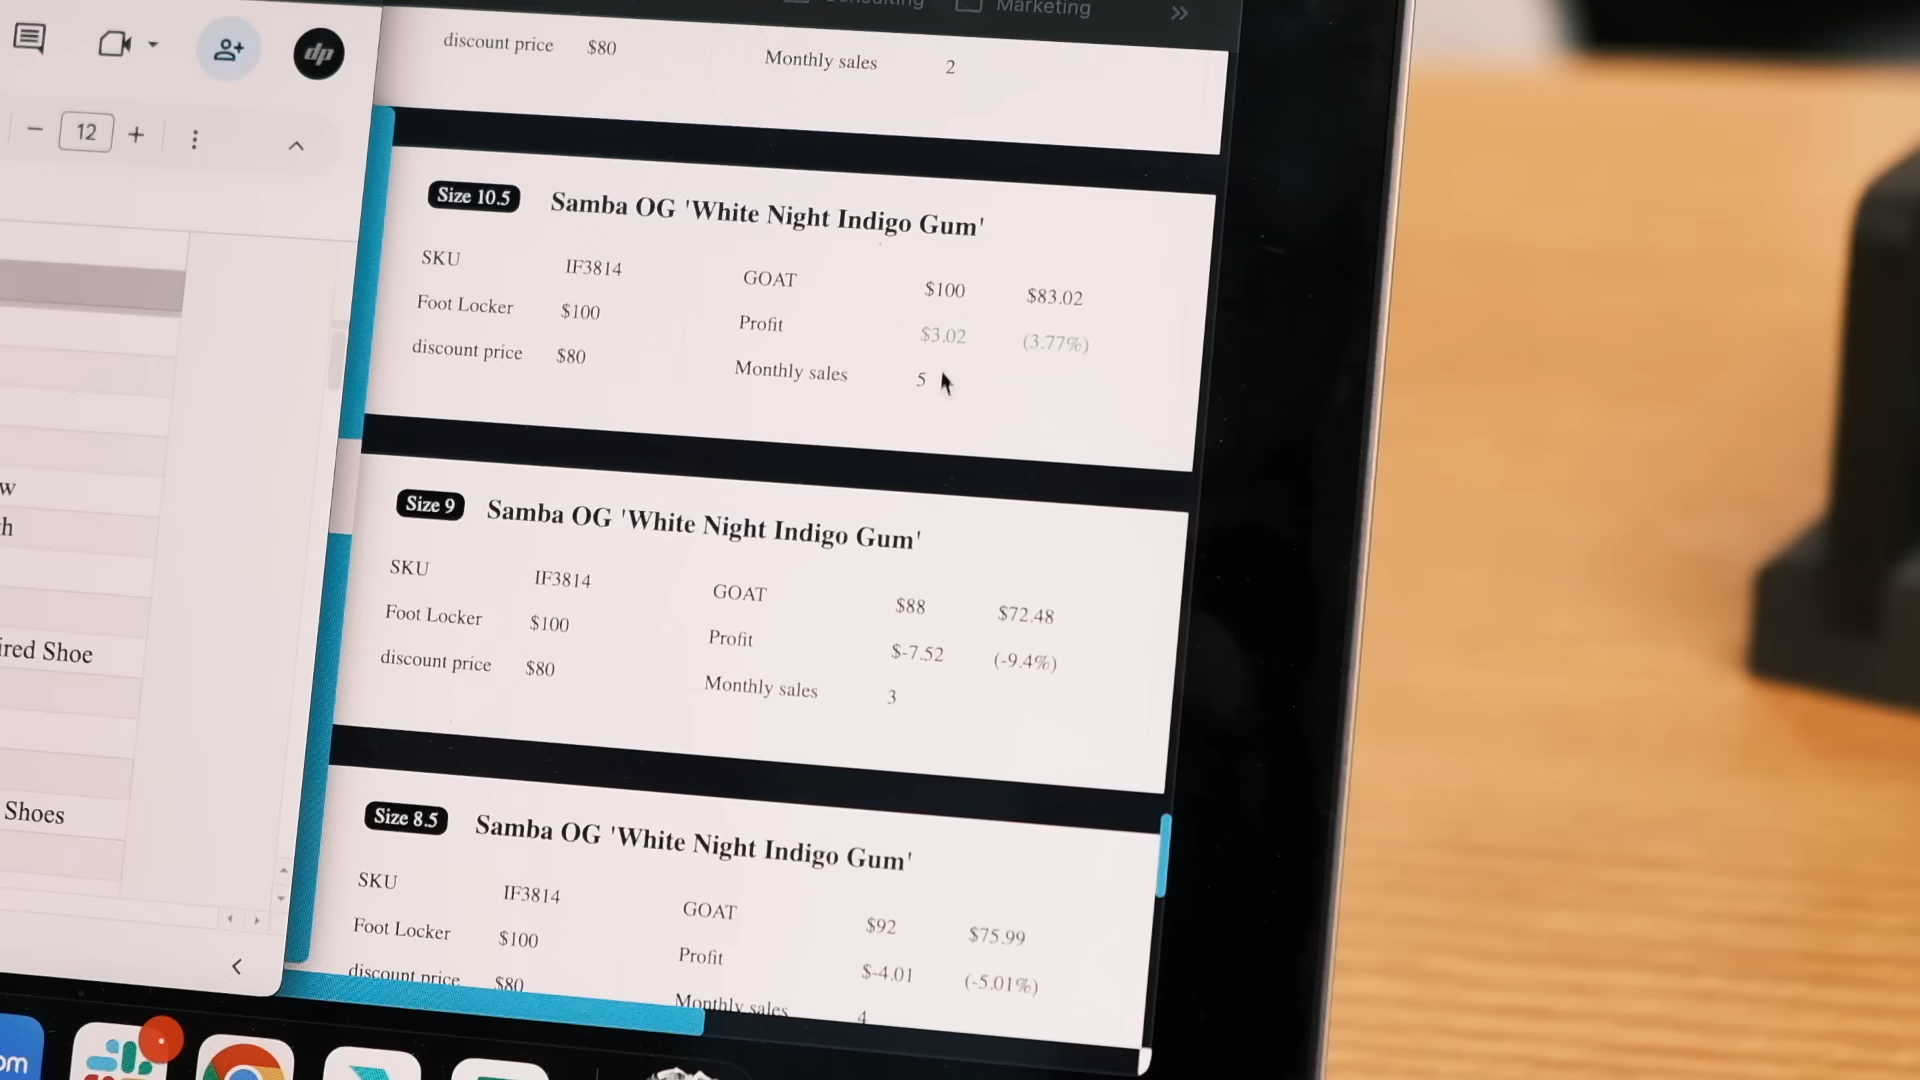 Marketing
discount price $80 Monthly sales 2
dp
12
Size 10.5 Samba OG 'White Night Indigo Gum'
SKU IF3814 GOAT $100 $83.02
Foot Locker $100 Profit $3.02 (3.77%)
discount price $80 Monthly sales 5
Size 9 Samba OG 'White Night Indigo Gum'
SKU IF3814 GOAT $88 $72.48
Foot Locker $100 Profit $-7.52 (-9.4%)
discount price $80 Monthly sales 3
Size 8.5 Samba OG 'White Night Indigo Gum'
SKU IF3814 GOAT $92 $75.99
Foot Locker $100 Profit $-4.01 (-5.01%)
discount price $80 Monthly sales 4
w
h
ired Shoe
Shoes
om